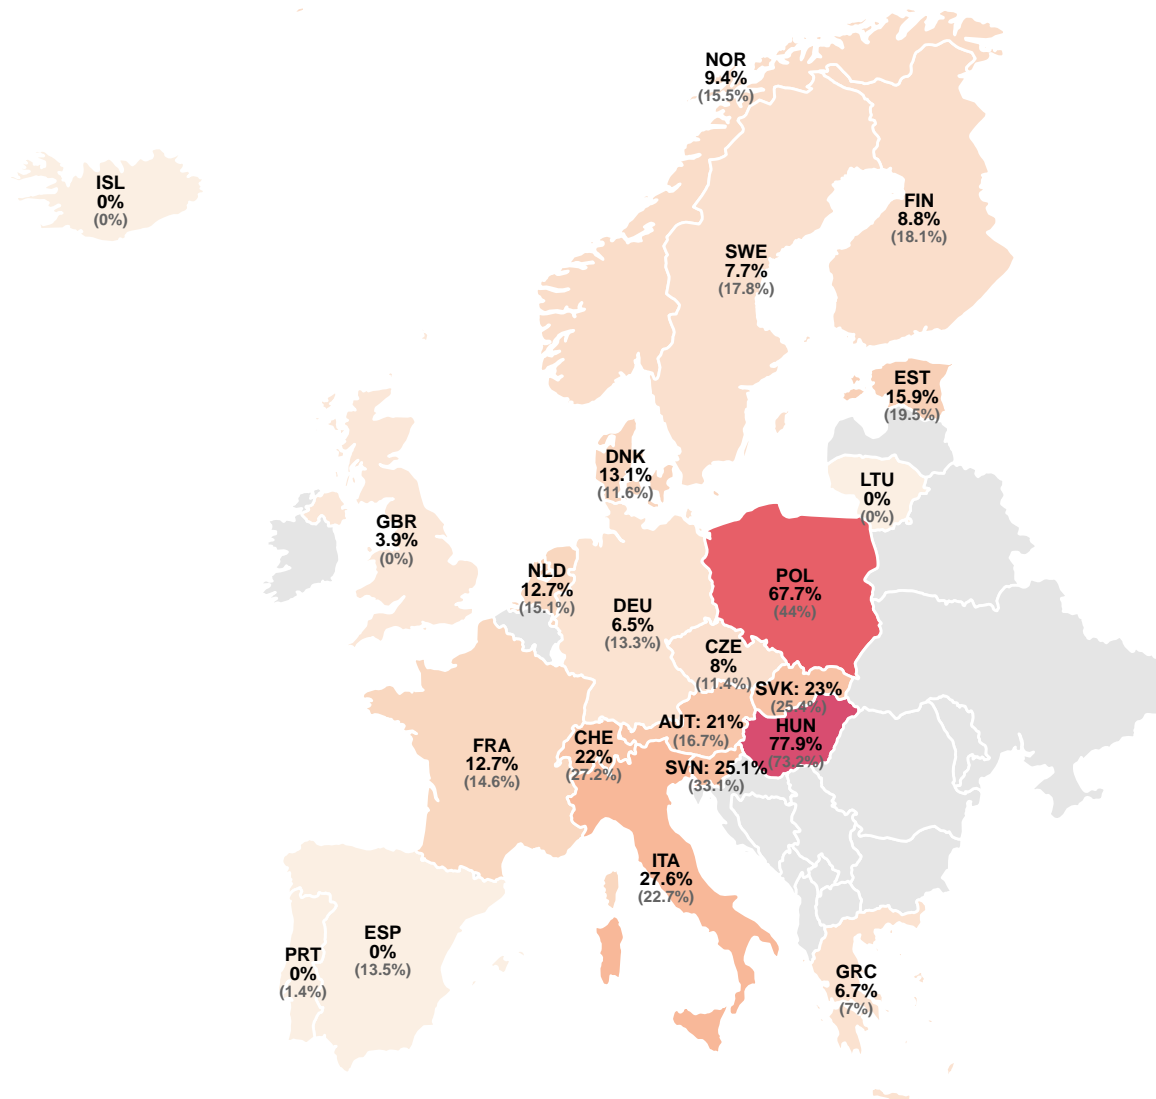 NOR
9.4%
(15.5%)
ISL
0%
(0%)
FIN
8.8%
(18.1%)
SWE
7.7%
(17.8%)
EST
15.9%
(19.5%)
DNK
13.1%
(11.6%)
LTU
0%
(0%)
GBR
3.9%
(0%)
NLD
12.7%
(15.1%)
POL
67.7%
(44%)
DEU
6.5%
(13.3%)
CZE
8%
(11.4%)
SVK: 23%
(25.4%)
AUT: 21%
(16.7%)
HUN
77.9%
(73.2%)
CHE
22%
(27.2%)
FRA
12.7%
(14.6%)
SVN: 25.1%
(33.1%)
ITA
27.6%
(22.7%)
ESP
0%
(13.5%)
PRT
0%
(1.4%)
GRC
6.7%
(7%)